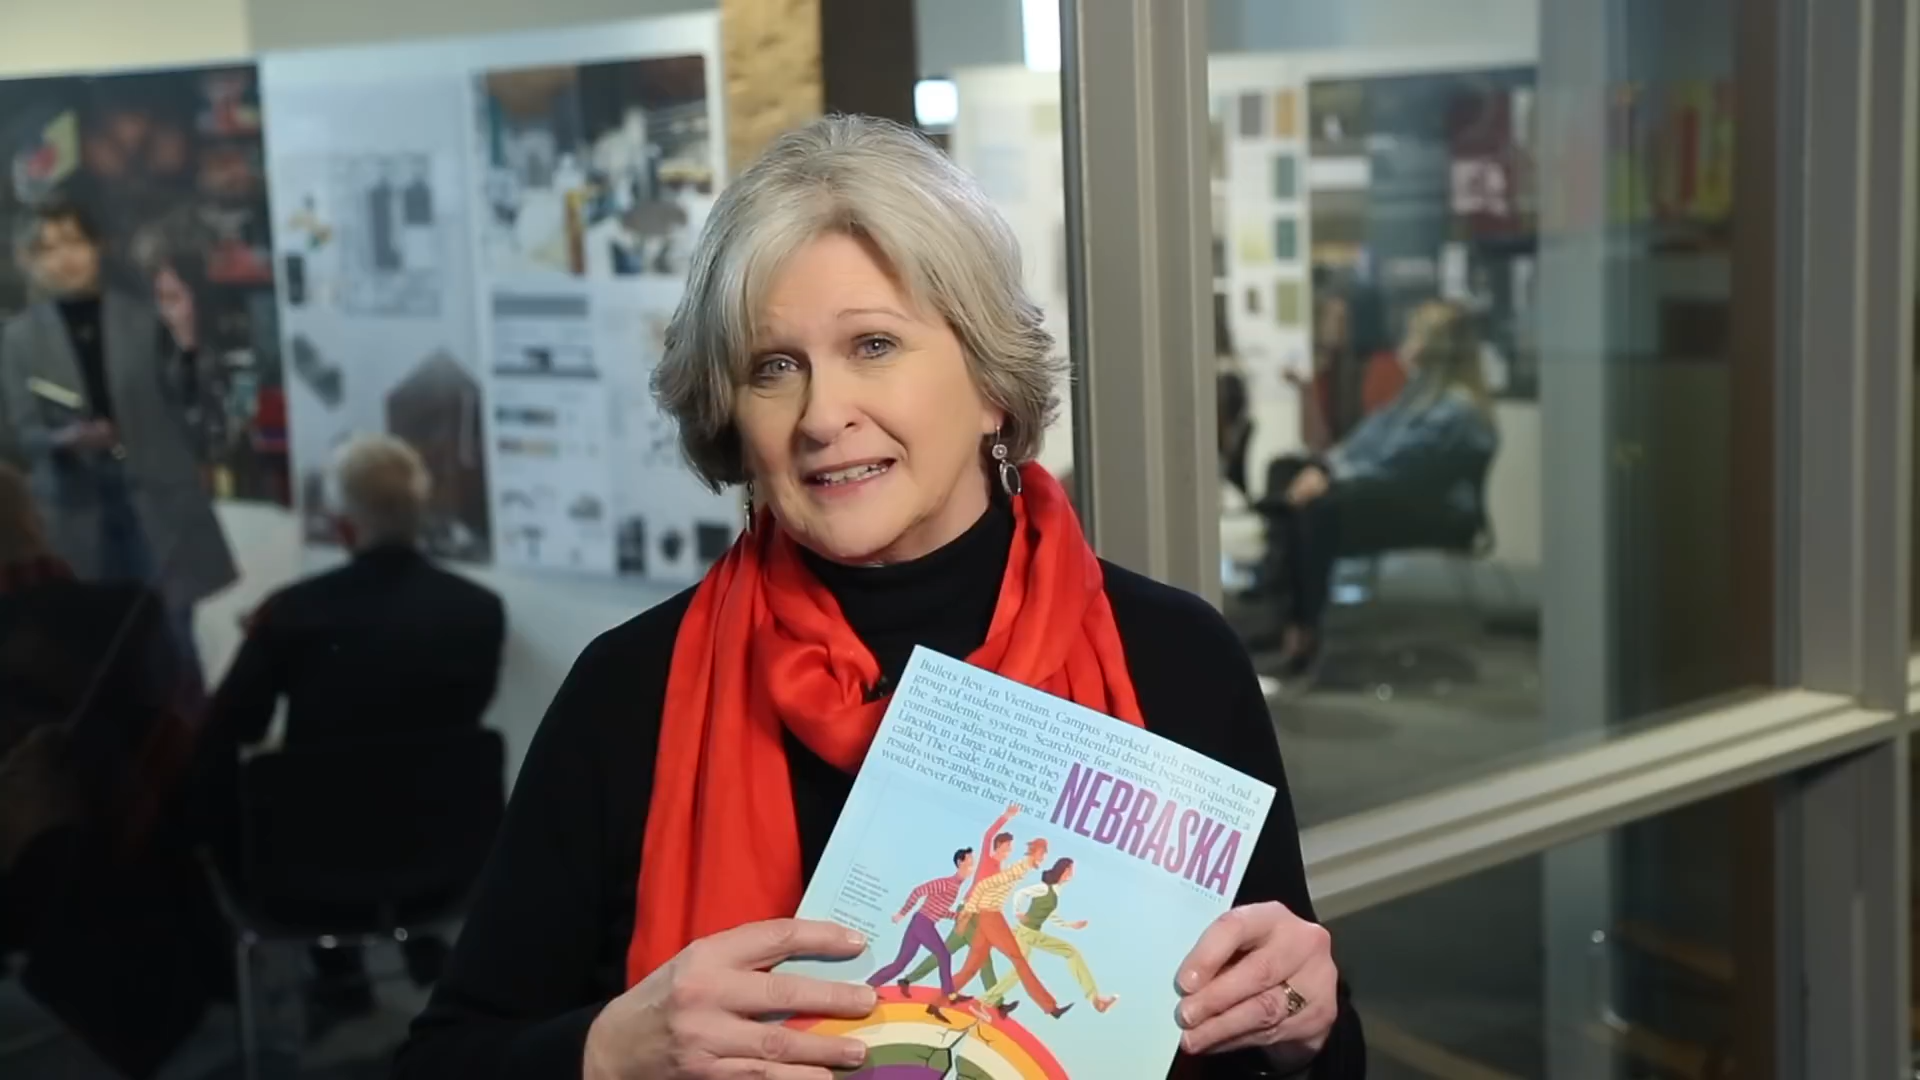 Bullets flew in Vietnam. Campus sparked with protest. And a
group of students, mired in existential dread, began to question
the academic system. Searching for answers, they formed a
commune adjacent downtown
Lincoln, in a large, old home they
called The Castle. In the end, the
results were ambiguous, but they
would never forget their time at
NEBRASKA
QUARTERLY